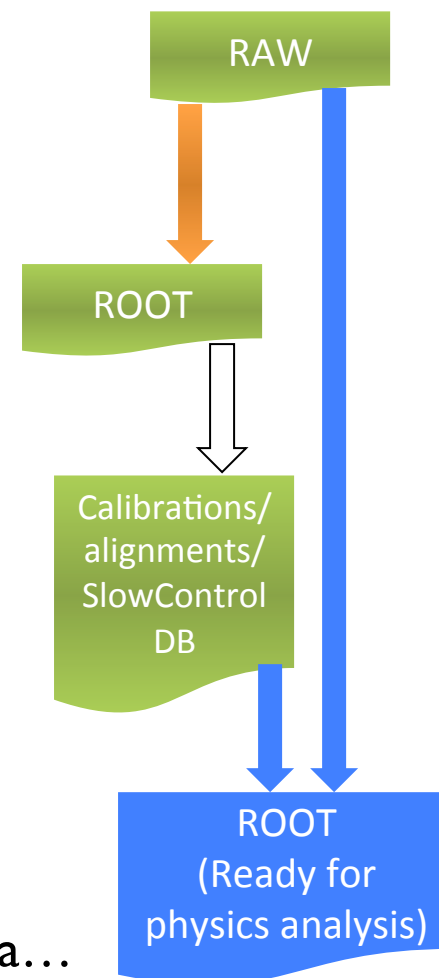 RAW
ROOT
Calibrations/
alignments/
SlowControl
DB
ROOT
(Ready for
physics analysis)
a…